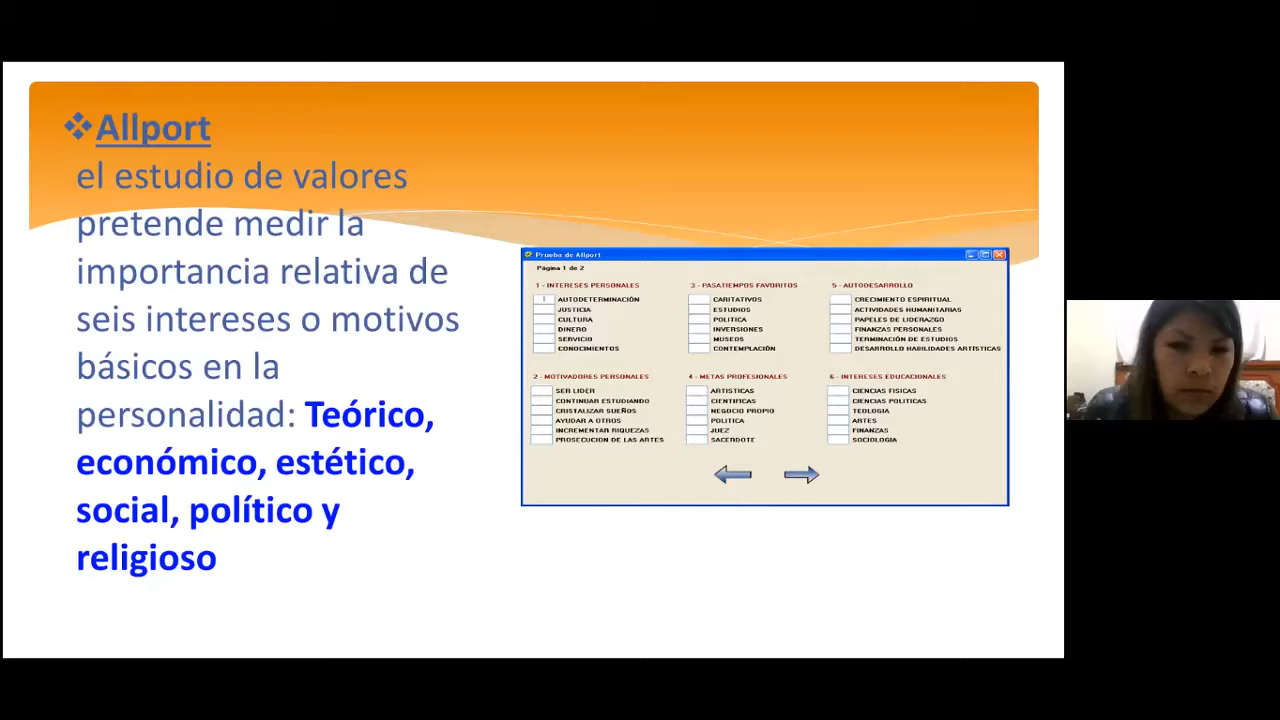 ❖Allport
el estudio de valores
pretende medir la
importancia relativa de
seis intereses o motivos
básicos en la
personalidad: Teórico,
económico, estético,
social, político y
religioso
Prueba de Allport
Página 1 de 2
1 - INTERESES PERSONALES
1 AUTODETERMINACIÓN
JUSTICIA
CULTURA
DINERO
SERVICIO
CONOCIMIENTOS
2 - MOTIVADORES PERSONALES
SER LIDER
CONTINUAR ESTUDIANDO
CRISTALIZAR SUEÑOS
AYUDAR A OTROS
INCREMENTAR RIQUEZAS
PROSECUCION DE LAS ARTES
3 - PASATIEMPOS FAVORITOS
CARITATIVOS
ESTUDIOS
POLITICA
INVERSIONES
MUSEOS
CONTEMPLACIÓN
4 - METAS PROFESIONALES
ARTISTICAS
CIENTIFICAS
NEGOCIO PROPIO
POLITICA
JUEZ
SACERDOTE
5 - AUTODESARROLLO
CRECIMIENTO ESPIRITUAL
ACTIVIDADES HUMANITARIAS
PAPELES DE LIDERAZGO
FINANZAS PERSONALES
TERMINACIÓN DE ESTUDIOS
DESARROLLO HABILIDADES ARTÍSTICAS
6 - INTERESES EDUCACIONALES
CIENCIAS FISICAS
CIENCIAS POLITICAS
TEOLOGIA
ARTES
FINANZAS
SOCIOLOGIA